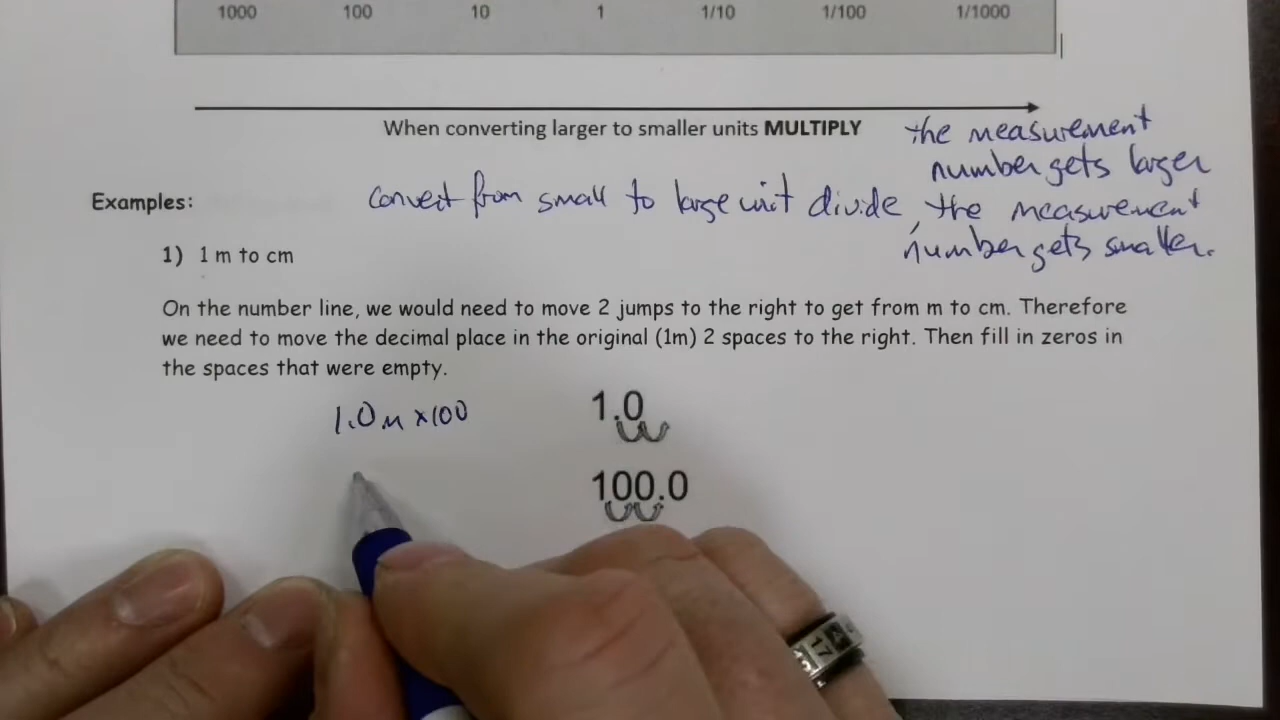 1000 100 10 1 1/10 1/100 1/1000
When converting larger to smaller units MULTIPLY
the measurement
number gets larger
Examples:
convert from small to large unit divide, the measurement
number gets smaller.
1) 1 m to cm
On the number line, we would need to move 2 jumps to the right to get from m to cm. Therefore
we need to move the decimal place in the original (1m) 2 spaces to the right. Then fill in zeros in
the spaces that were empty.
1.0m x100
1.0
100.0
17